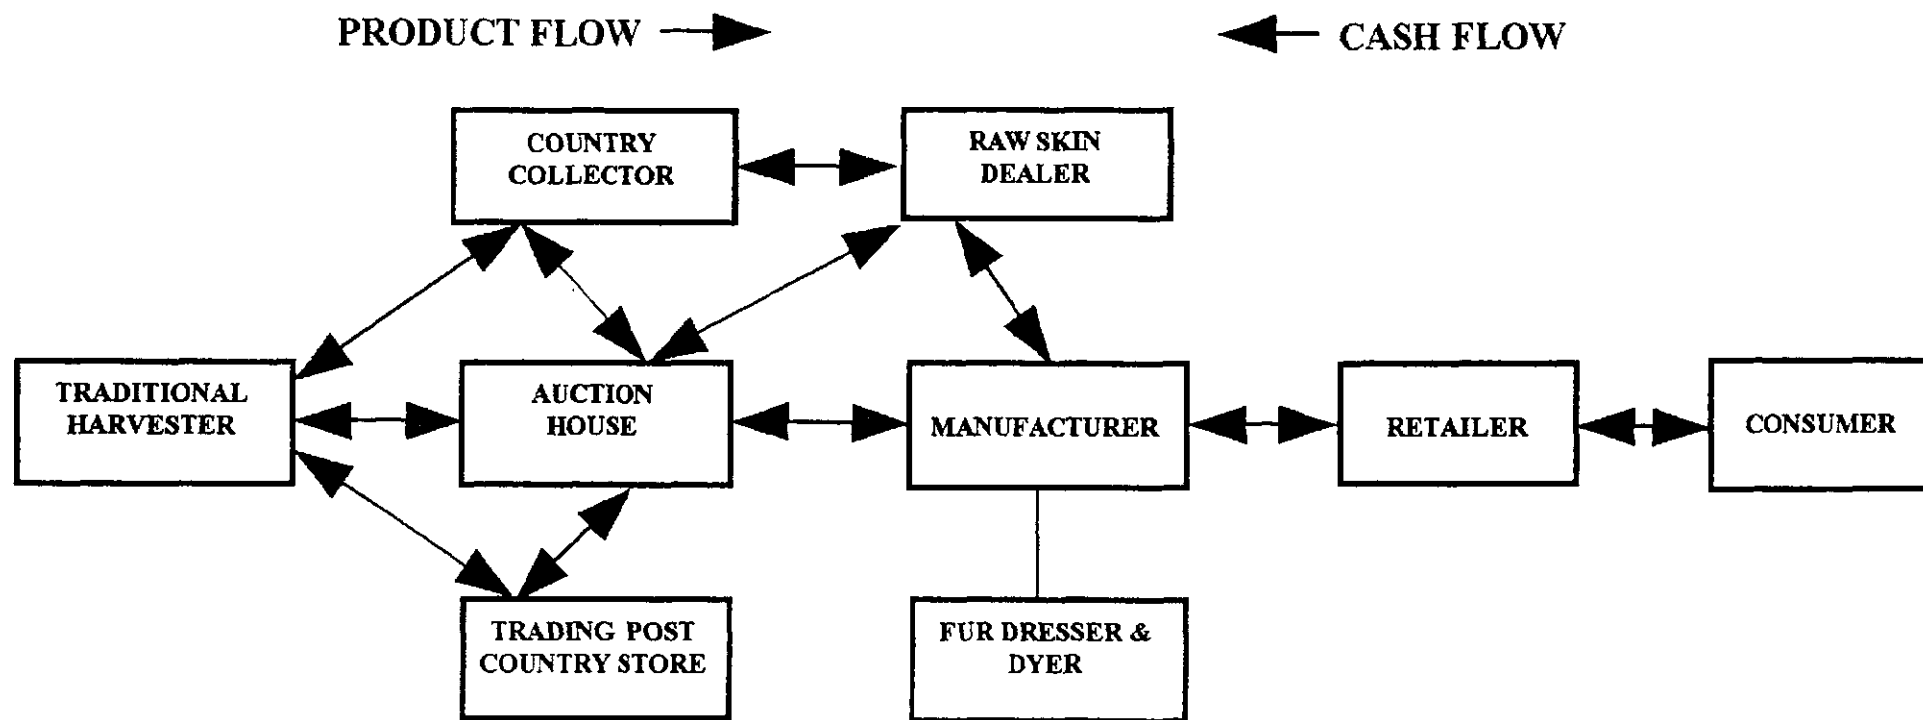 PRODUCT FLOW
CASH FLOW
COUNTRY
COLLECTOR
RAW SKIN
DEALER
TRADITIONAL
HARVESTER
AUCTION
HOUSE
MANUFACTURER
RETAILER
CONSUMER
TRADING POST
COUNTRY STORE
FUR DRESSER &
DYER